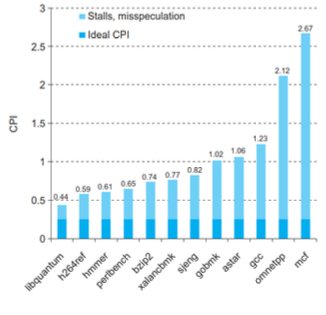 3
Stalls, misspeculation
Ideal CPI
2.5
2
1.5
1
0.5
0
CPI
0.44
0.59
0.61
0.65
0.74
0.77
0.82
1.02
1.06
1.23
2.12
2.67
libquantum
h264ref
hmmer
perlbench
bzip2
xalancbmk
sjeng
gobmk
astar
gcc
omnetpp
mcf